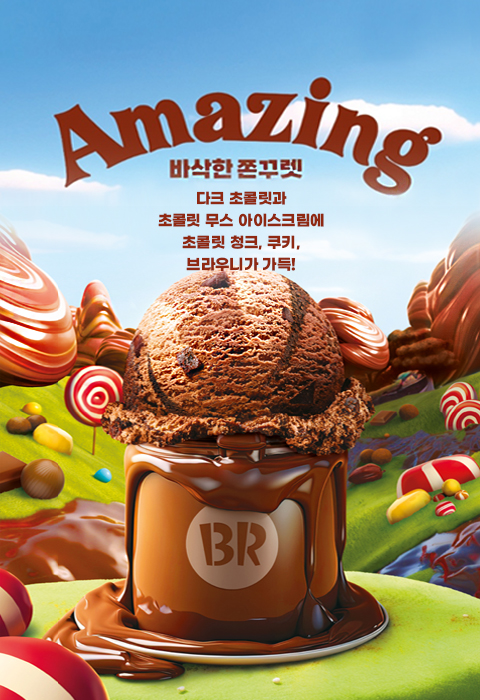 Amazing
바삭한 쫀꾸렛
다크 초콜릿과
초콜릿 무스 아이스크림에
초콜릿 청크, 쿠키,
브라우니가 가득!
BR